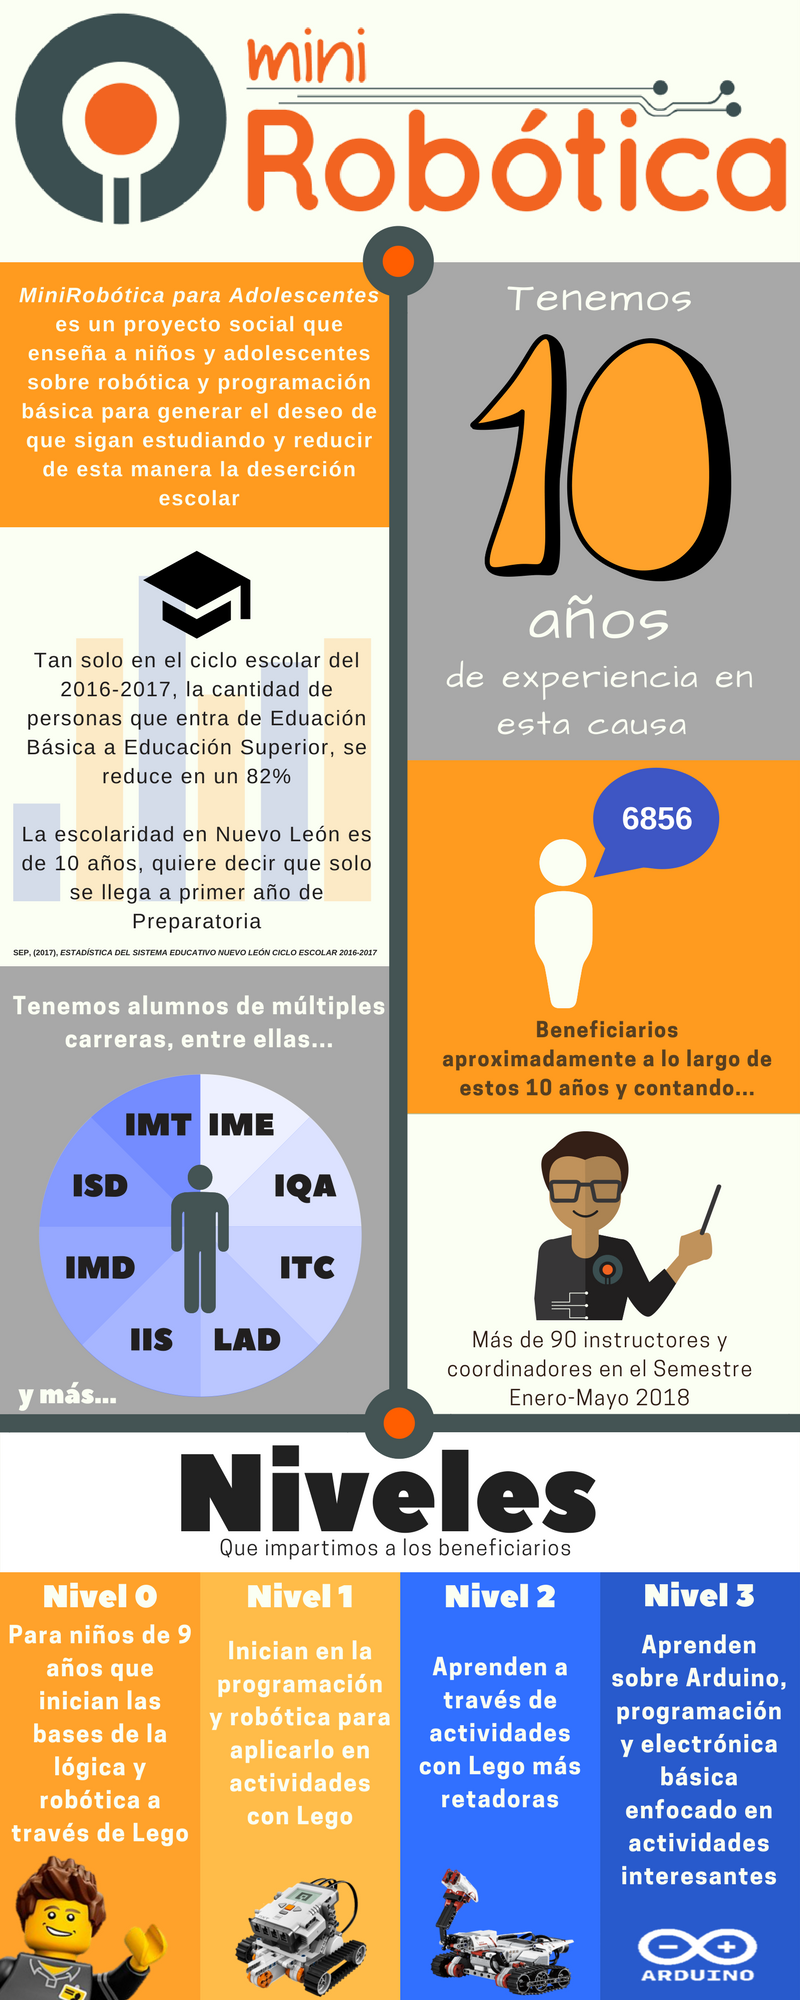 mini
Robótica
MiniRobótica para Adolescentes
es un proyecto social que
enseña a niños y adolescentes
sobre robótica y programación
básica para generar el deseo de
que sigan estudiando y reducir
de esta manera la deserción
escolar
Tenemos
10
años
de experiencia en
esta causa
Tan solo en el ciclo escolar del
2016-2017, la cantidad de
personas que entra de Eduación
Básica a Educación Superior, se
reduce en un 82%
La escolaridad en Nuevo León es
de 10 años, quiere decir que solo
se llega a primer año de
Preparatoria
SEP, (2017), ESTADÍSTICA DEL SISTEMA EDUCATIVO NUEVO LEÓN CICLO ESCOLAR 2016-2017
6856
Beneficiarios
aproximadamente a lo largo de
estos 10 años y contando...
Tenemos alumnos de múltiples
carreras, entre ellas...
IMT IME
ISD IQA
IMD ITC
IIS LAD
y más...
Más de 90 instructores y
coordinadores en el Semestre
Enero-Mayo 2018
Niveles
Que impartimos a los beneficiarios
Nivel 0
Para niños de 9
años que
inician las
bases de la
lógica y
robótica a
través de Lego
Nivel 1
Inician en la
programación
y robótica para
aplicarlo en
actividades
con Lego
Nivel 2
Aprenden a
través de
actividades
con Lego más
retadoras
Nivel 3
Aprenden
sobre Arduino,
programación
y electrónica
básica
enfocado en
actividades
interesantes
ARDUINO